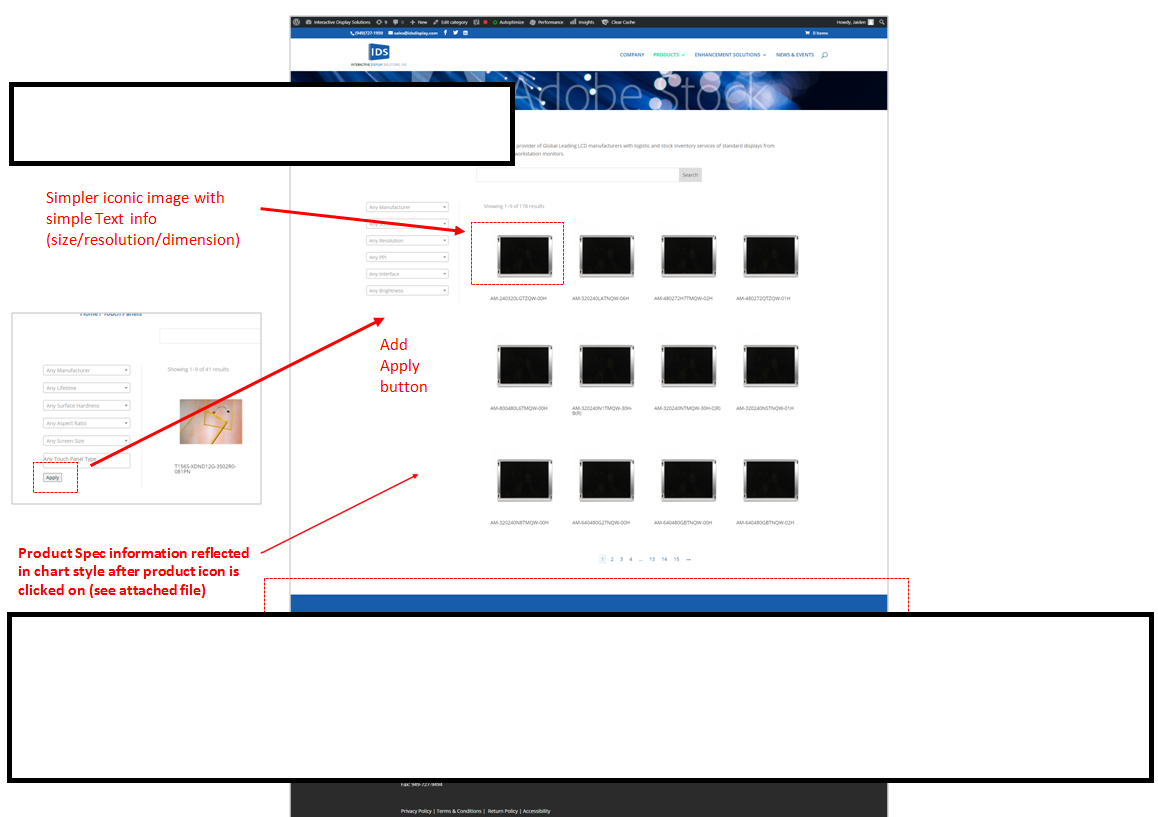 Interactive Display Solutions 9 0 New Edit category Autoptimize Performance Insights Clear Cache Howdy, Jaiden
(949)727-1959 sales@idsdisplay.com 0 Items
IDS
INTERACTIVE DISPLAY SOLUTIONS, INC
COMPANY PRODUCTS ENHANCEMENT SOLUTIONS NEWS & EVENTS
Adobe Stock
provider of Global Leading LCD manufacturers with logistic and stock inventory services of standard displays from
workstation monitors.
Search
Simpler iconic image with
simple Text info
(size/resolution/dimension)
Any Manufacturer
Any Resolution
Any PPI
Any Interface
Any Brightness
Showing 1–9 of 178 results
AM-240320LGTZQW-00H AM-320240LATNQW-06H AM-480272H7TMQW-02H AM-480272QTZQW-01H
Home / Touch Panels
Any Manufacturer
Any Lifetime
Any Surface Hardness
Any Aspect Ratio
Any Screen Size
Any Touch Panel Type
Apply
Showing 1–9 of 41 results
T156S-XDND12G-3502R0-
0B1PN
Add
Apply
button
AM-800480L6TMQW-00H AM-320240N1TMQW-30H- AM-320240NTMQW-30H-C(R) AM-320240N5TNQW-01H
B(R)
AM-320240N8TMQW-00H AM-640480G2TNQW-00H AM-640480GBTNQW-00H AM-640480GBTNQW-02H
Product Spec information reflected
in chart style after product icon is
clicked on (see attached file)
1 2 3 4 ... 13 14 15
Fax: 949-727-9494
Privacy Policy | Terms & Conditions | Return Policy | Accessibility